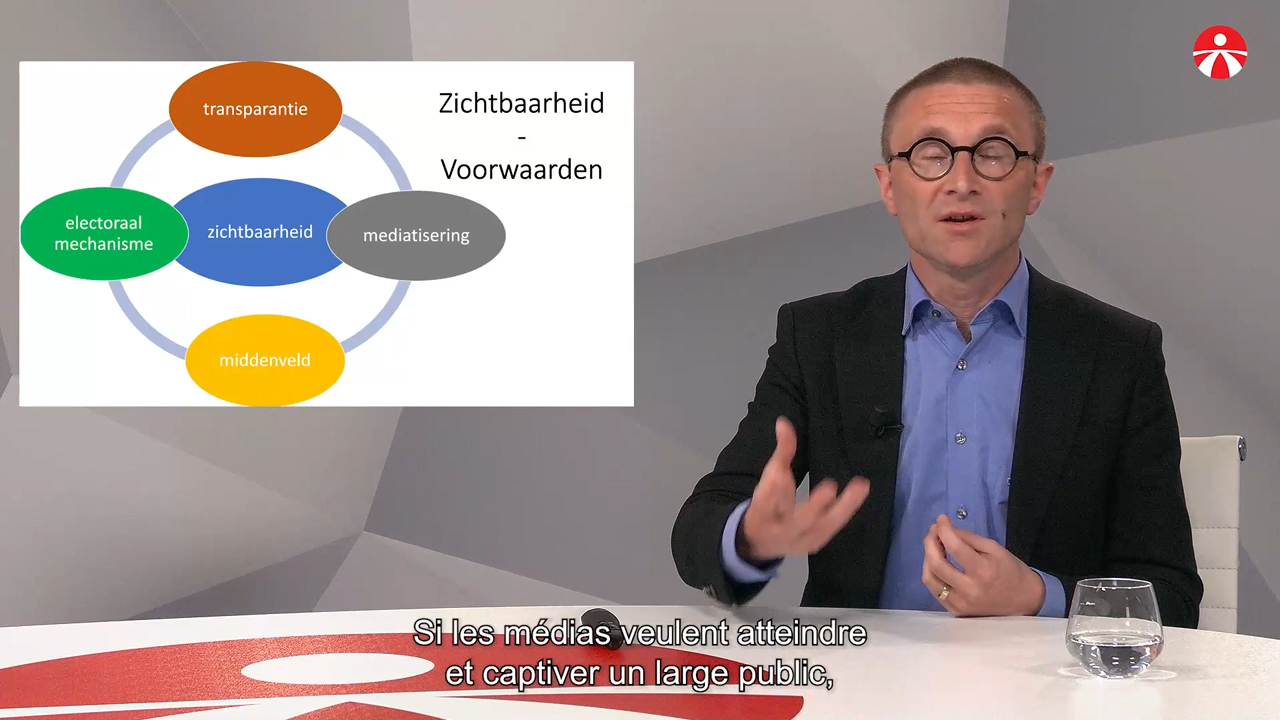 transparantie
Zichtbaarheid
-
Voorwaarden
electoraal
mechanisme
zichtbaarheid
mediatisering
middenveld
Si les médias veulent atteindre
et captiver un large public,